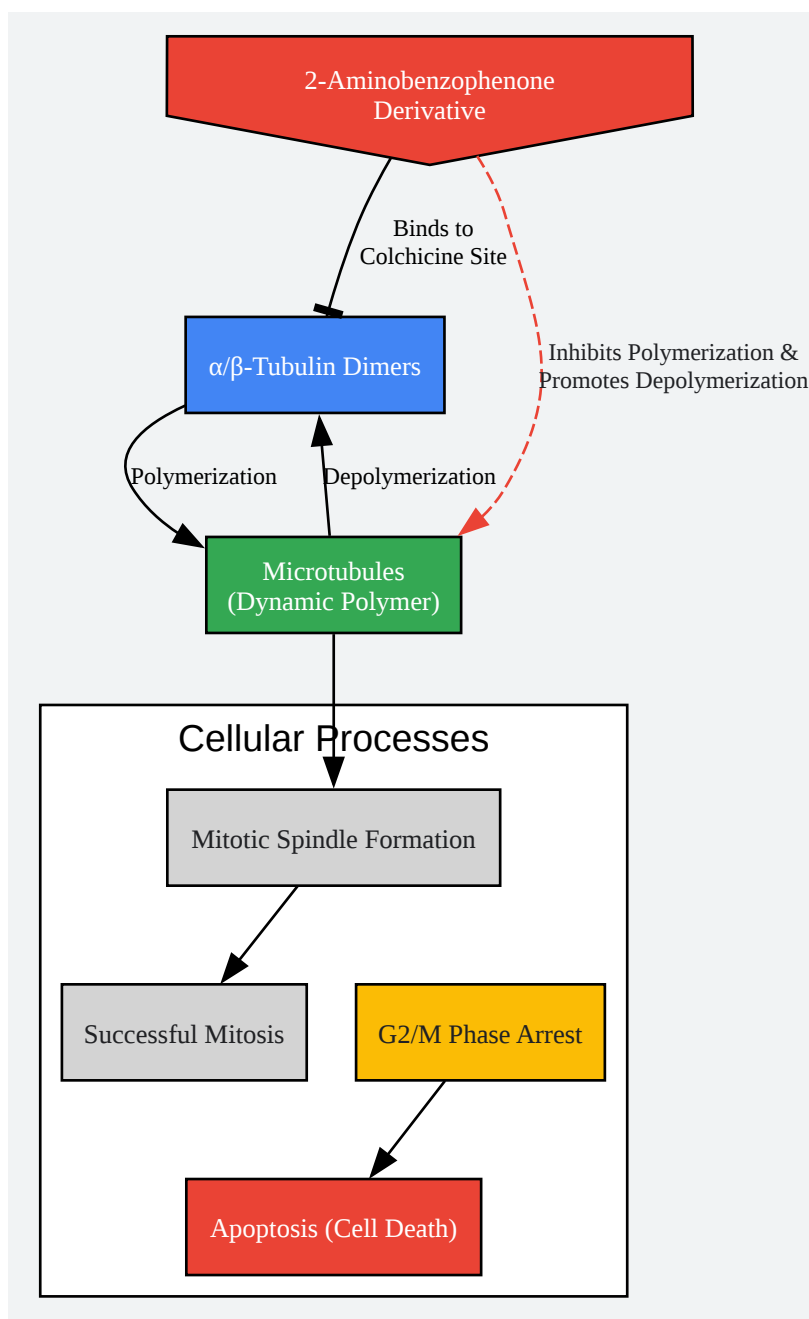 2-Aminobenzophenone
Derivative
Binds to
Colchicine Site
Inhibits Polymerization &
Promotes Depolymerization
α/β-Tubulin Dimers
Polymerization
Depolymerization
Microtubules
(Dynamic Polymer)
Cellular Processes
Mitotic Spindle Formation
Successful Mitosis
G2/M Phase Arrest
Apoptosis (Cell Death)